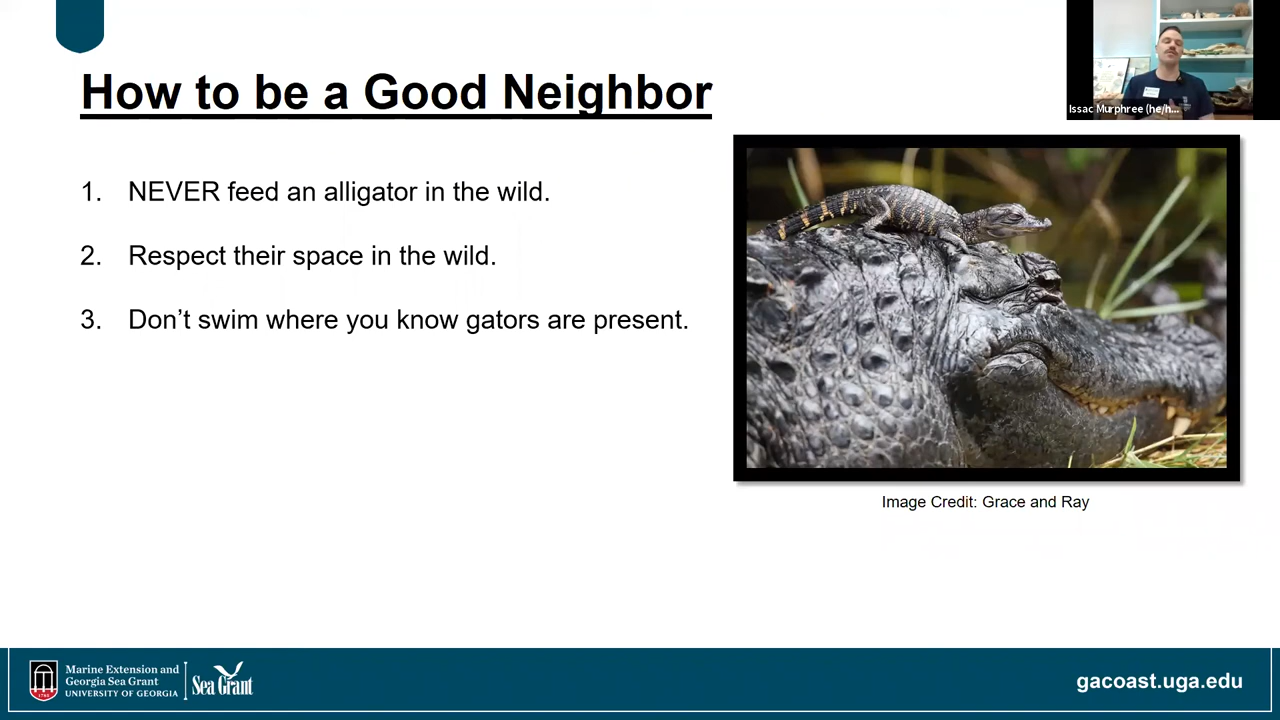 How to be a Good Neighbor
Issac Murphree (he/h...
1. NEVER feed an alligator in the wild.
2. Respect their space in the wild.
3. Don’t swim where you know gators are present.
Image Credit: Grace and Ray
Marine Extension and
Georgia Sea Grant
UNIVERSITY OF GEORGIA
Sea Grant
gacoast.uga.edu